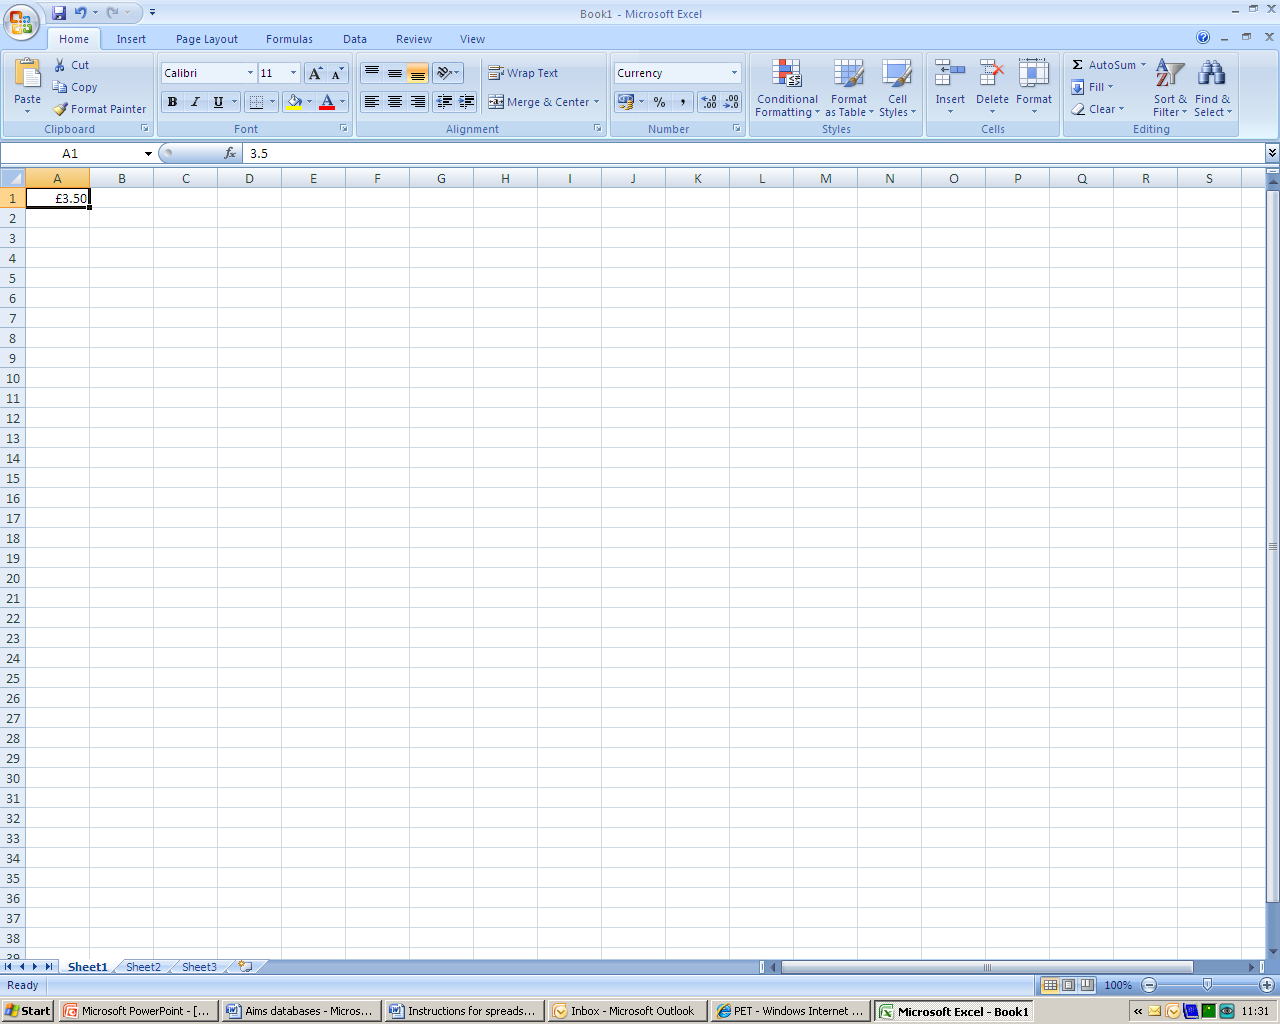 Book1 - Microsoft Excel
Home Insert Page Layout Formulas Data Review View
Paste
Cut
Copy
Format Painter
Clipboard
Calibri 11 A A
B I U A
Font
Wrap Text
Merge & Center
Alignment
Currency
% , .00 .00
Number
Conditional Formatting
Format as Table
Cell Styles
Styles
Insert Delete Format
Cells
Σ AutoSum
Fill
Clear
Sort & Filter
Find & Select
Editing
A1 fx 3.5
A B C D E F G H I J K L M N O P Q R S
1 £3.50
2
3
4
5
6
7
8
9
10
11
12
13
14
15
16
17
18
19
20
21
22
23
24
25
26
27
28
29
30
31
32
33
34
35
36
37
38
39
Sheet1 Sheet2 Sheet3
Ready 100%
Start Microsoft PowerPoint - [... Aims databases - Micros... Instructions for spreads... Inbox - Microsoft Outlook PET - Windows Internet ... Microsoft Excel - Book1 « 11:31